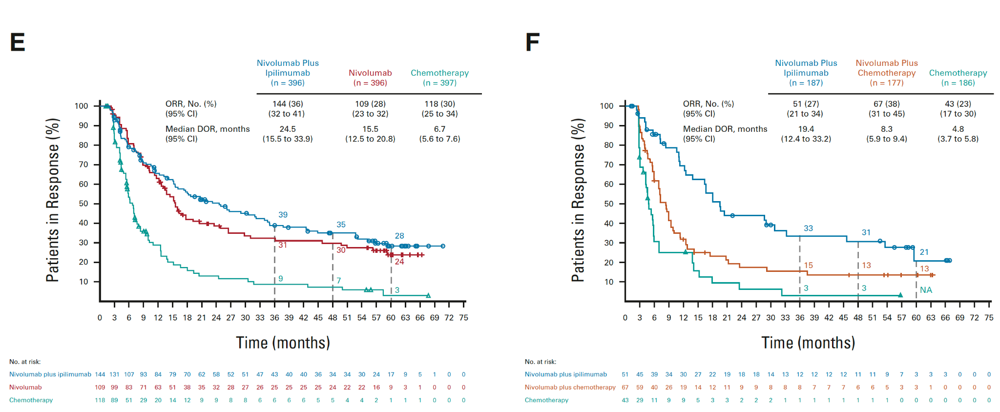 E
Nivolumab Plus
Ipilimumab
(n = 396)
Nivolumab
(n = 396)
Chemotherapy
(n = 397)
ORR, No. (%) 144 (36) 109 (28) 118 (30)
(95% CI) (32 to 41) (23 to 32) (25 to 34)
Median DOR, months 24.5 15.5 6.7
(95% CI) (15.5 to 33.9) (12.5 to 20.8) (5.6 to 7.6)
Patients in Response (%)
100
90
80
70
60
50
40
30
20
10
39
35
28
31
30
24
9
7
3
0 3 6 9 12 15 18 21 24 27 30 33 36 39 42 45 48 51 54 57 60 63 66 69 72 75
Time (months)
No. at risk:
Nivolumab plus ipilimumab 144 131 107 93 84 79 70 62 58 52 51 47 43 40 40 36 34 34 30 24 17 9 5 1 0 0
Nivolumab 109 99 83 71 63 51 38 35 32 28 27 26 25 25 25 25 24 22 22 16 9 3 1 0 0 0
Chemotherapy 118 89 51 29 20 14 12 9 9 8 8 6 6 6 6 5 5 4 4 2 1 1 1 0 0 0
F
Nivolumab Plus
Ipilimumab
(n = 187)
Nivolumab Plus
Chemotherapy
(n = 177)
Chemotherapy
(n = 186)
ORR, No. (%) 51 (27) 67 (38) 43 (23)
(95% CI) (21 to 34) (31 to 45) (17 to 30)
Median DOR, months 19.4 8.3 4.8
(95% CI) (12.4 to 33.2) (5.9 to 9.4) (3.7 to 5.8)
Patients in Response (%)
100
90
80
70
60
50
40
30
20
10
33
31
21
15
13
13
3
3
NA
0 3 6 9 12 15 18 21 24 27 30 33 36 39 42 45 48 51 54 57 60 63 66 69 72 75
Time (months)
No. at risk:
Nivolumab plus ipilimumab 51 45 39 34 30 27 22 19 18 18 14 13 12 12 12 12 11 11 9 7 3 3 3 0 0 0
Nivolumab plus chemotherapy 67 59 40 26 19 14 12 11 9 9 8 8 8 7 7 7 6 6 5 3 3 1 0 0 0 0
Chemotherapy 43 29 11 9 9 5 3 3 2 2 2 1 1 1 1 1 1 1 1 0 0 0 0 0 0 0